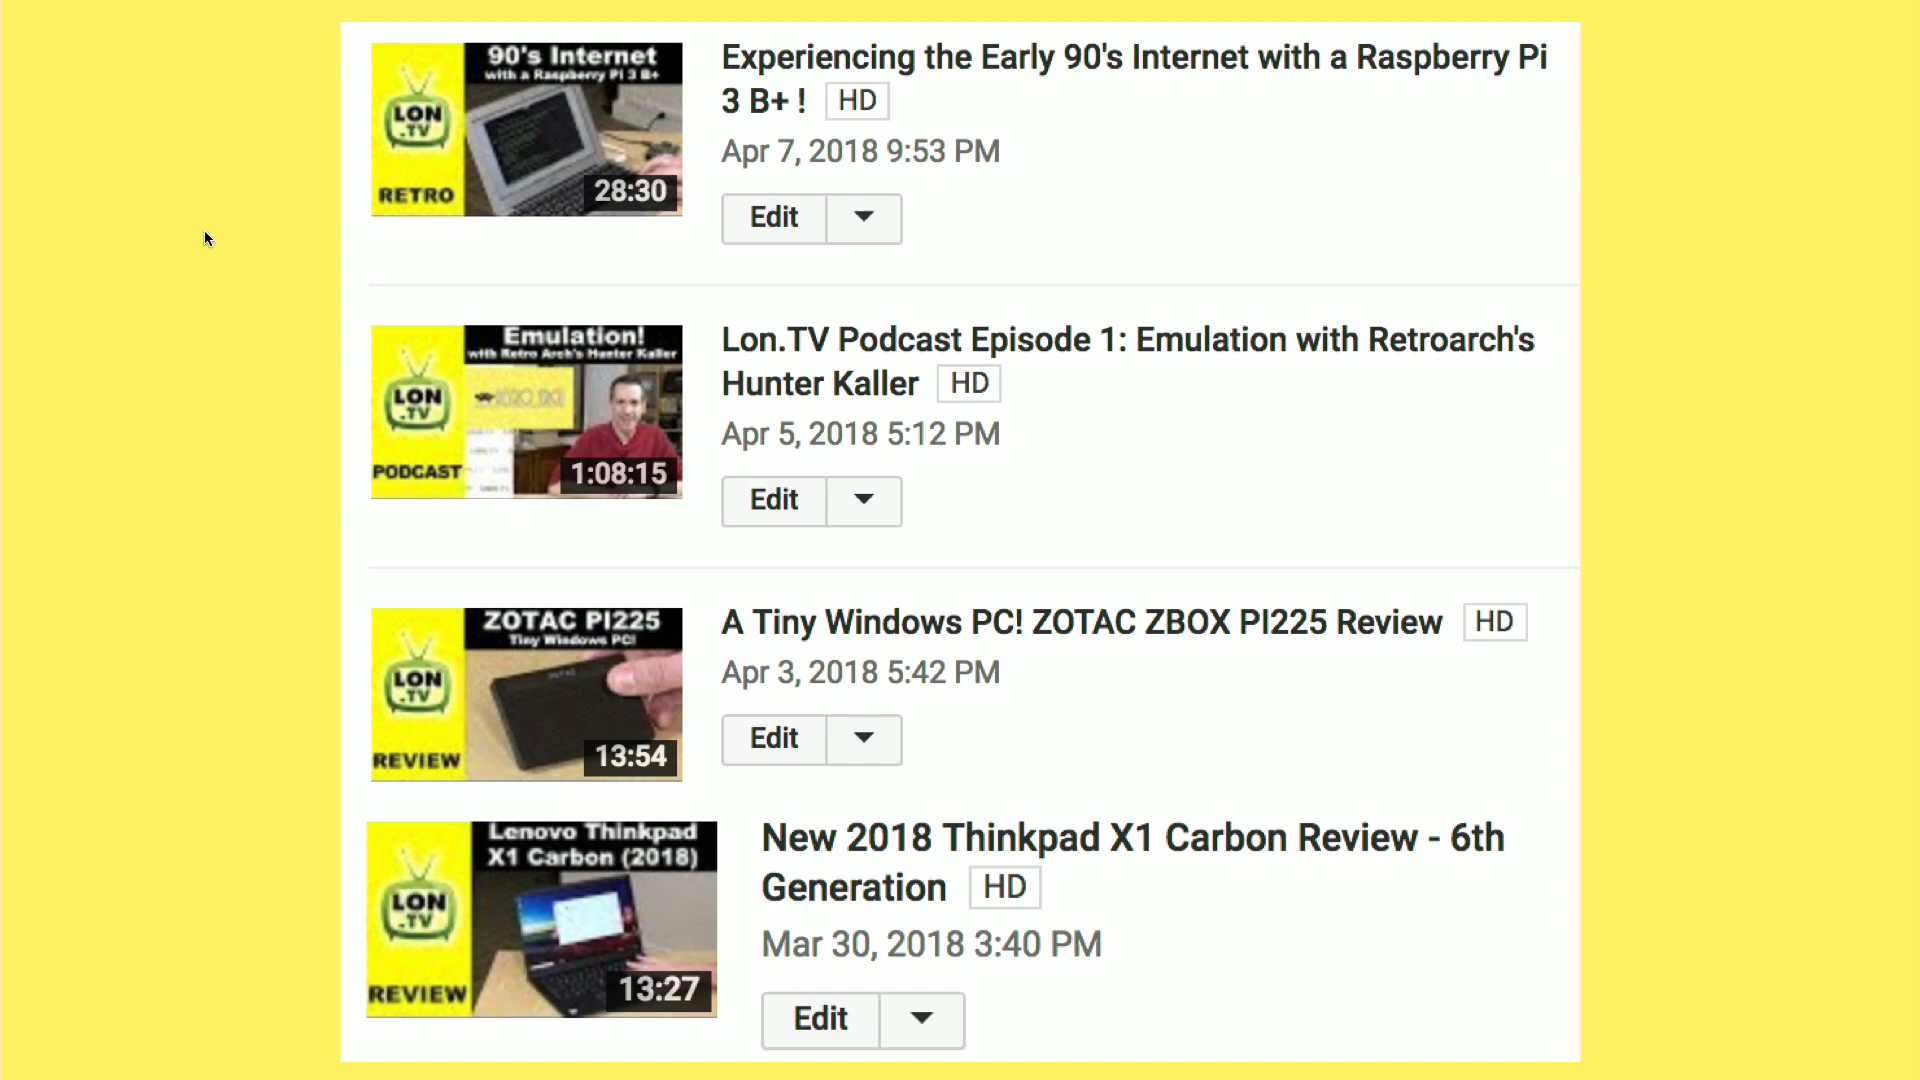 90's Internet
with a Raspberry Pi 3 B+
LON
.TV
RETRO
28:30
Experiencing the Early 90's Internet with a Raspberry Pi
3 B+ ! HD
Apr 7, 2018 9:53 PM
Edit
Emulation!
with Retro Arch's Hunter Kaller
LON
.TV
PODCAST
1:08:15
Lon.TV Podcast Episode 1: Emulation with Retroarch's
Hunter Kaller HD
Apr 5, 2018 5:12 PM
Edit
ZOTAC PI225
Tiny Windows PC!
LON
.TV
REVIEW
13:54
A Tiny Windows PC! ZOTAC ZBOX PI225 Review HD
Apr 3, 2018 5:42 PM
Edit
Lenovo Thinkpad
X1 Carbon (2018)
LON
.TV
REVIEW
13:27
New 2018 Thinkpad X1 Carbon Review - 6th
Generation HD
Mar 30, 2018 3:40 PM
Edit